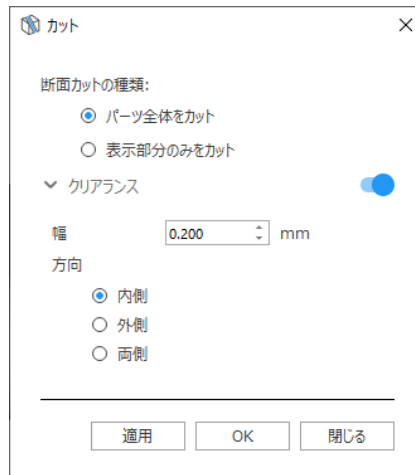 カット
断面カットの種類:
パーツ全体をカット
表示部分のみをカット
クリアランス
幅 0.200 mm
方向
内側
外側
両側
適用 OK 閉じる